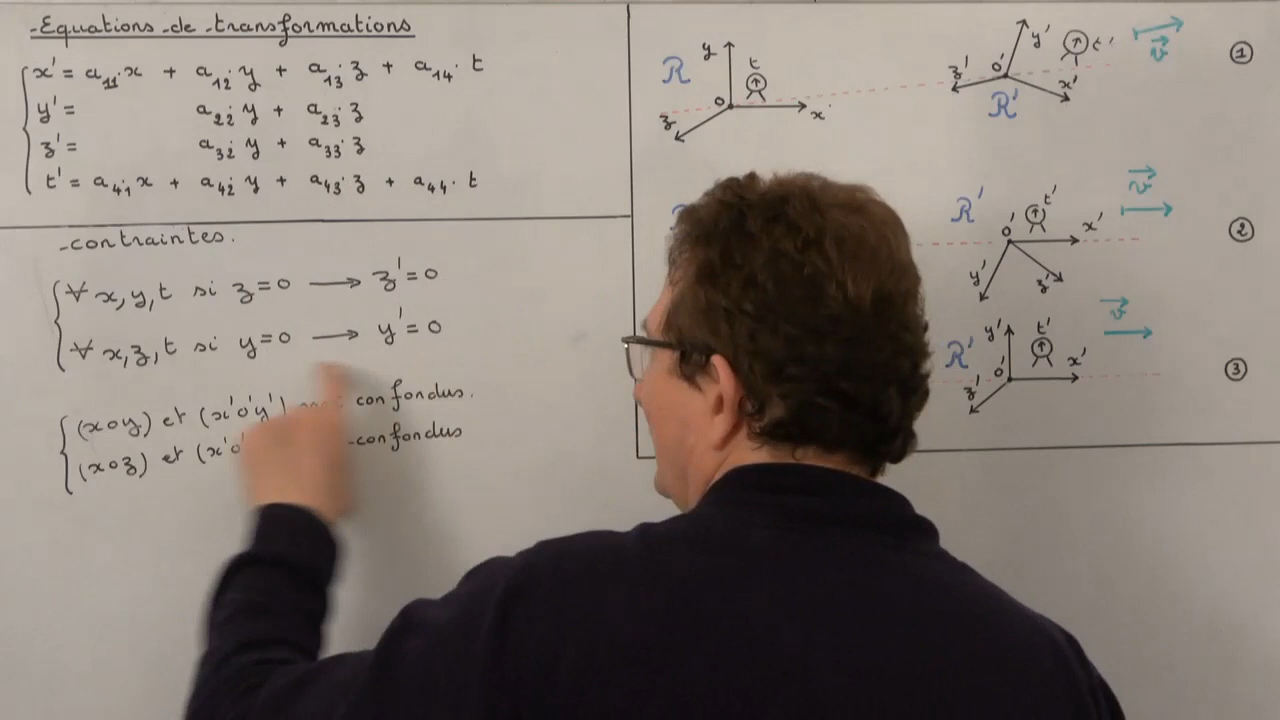 Equations de transformations
x' = a₁₁·x + a₁₂·y + a₁₃·z + a₁₄·t
y' = a₂₂·y + a₂₃·z
z' = a₃₂·y + a₃₃·z
t' = a₄₁·x + a₄₂·y + a₄₃·z + a₄₄·t
contraintes.
∀ x,y,t si z=0 → z'=0
∀ x,z,t si y=0 → y'=0
(xoy) et (x'o'y') confondus.
(xoz) et (x'o' confondus
R
y
t
o
x
z
y'
t'
z'
o'
x'
R'
v⃗
1
R'
t'
o'
x'
y'
z'
v⃗
2
R'
y'
t'
o'
x'
z'
v⃗
3